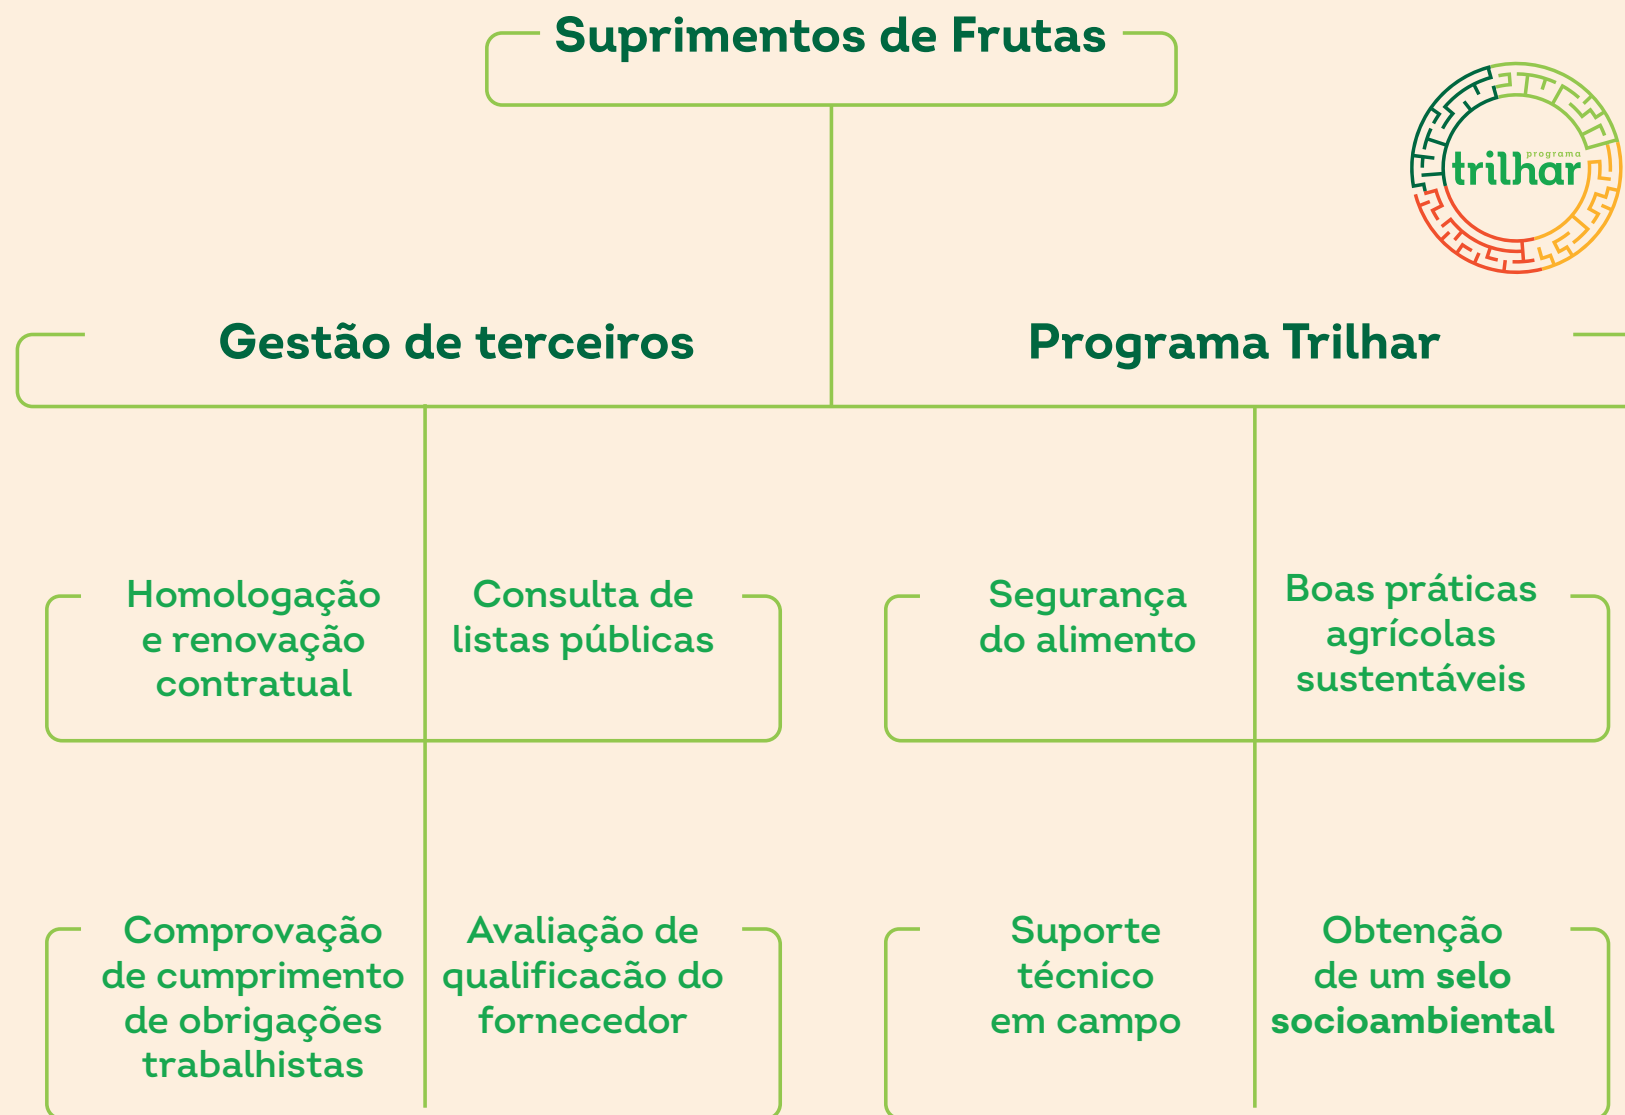 Suprimentos de Frutas
programa
trilhar
Gestão de terceiros
Programa Trilhar
Homologação
e renovação
contratual
Consulta de
listas públicas
Segurança
do alimento
Boas práticas
agrícolas
sustentáveis
Comprovação
de cumprimento
de obrigações
trabalhistas
Avaliação de
qualificacão do
fornecedor
Suporte
técnico
em campo
Obtenção
de um selo
socioambiental